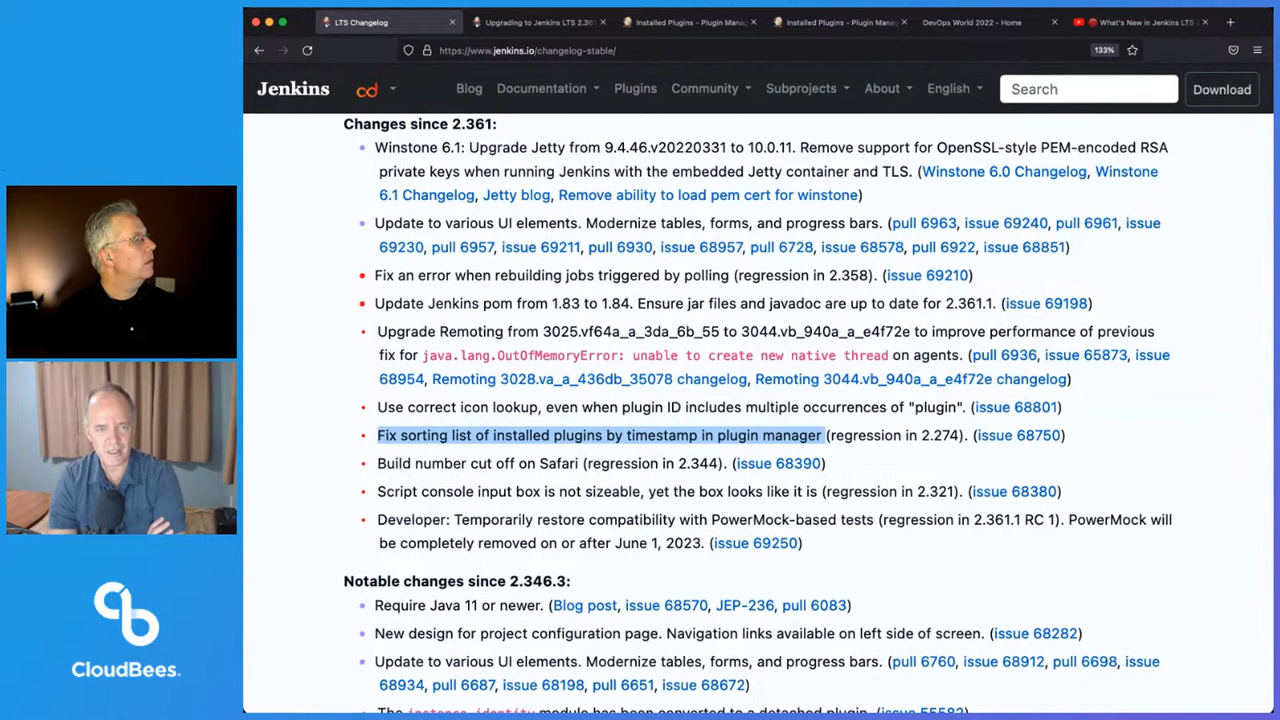 LTS Changelog
Upgrading to Jenkins LTS 2.361
Installed Plugins - Plugin Mana
Installed Plugins - Plugin Mana
DevOps World 2022 - Home
What's New in Jenkins LTS 2
https://www.jenkins.io/changelog-stable/
133%
Jenkins
cd
Blog
Documentation
Plugins
Community
Subprojects
About
English
Search
Download
Changes since 2.361:
Winstone 6.1: Upgrade Jetty from 9.4.46.v20220331 to 10.0.11. Remove support for OpenSSL-style PEM-encoded RSA
private keys when running Jenkins with the embedded Jetty container and TLS. (Winstone 6.0 Changelog, Winstone
6.1 Changelog, Jetty blog, Remove ability to load pem cert for winstone)
Update to various UI elements. Modernize tables, forms, and progress bars. (pull 6963, issue 69240, pull 6961, issue
69230, pull 6957, issue 69211, pull 6930, issue 68957, pull 6728, issue 68578, pull 6922, issue 68851)
Fix an error when rebuilding jobs triggered by polling (regression in 2.358). (issue 69210)
Update Jenkins pom from 1.83 to 1.84. Ensure jar files and javadoc are up to date for 2.361.1. (issue 69198)
Upgrade Remoting from 3025.vf64a_a_3da_6b_55 to 3044.vb_940a_a_e4f72e to improve performance of previous
fix for java.lang.OutOfMemoryError: unable to create new native thread on agents. (pull 6936, issue 65873, issue
68954, Remoting 3028.va_a_436db_35078 changelog, Remoting 3044.vb_940a_a_e4f72e changelog)
Use correct icon lookup, even when plugin ID includes multiple occurrences of "plugin". (issue 68801)
Fix sorting list of installed plugins by timestamp in plugin manager (regression in 2.274). (issue 68750)
Build number cut off on Safari (regression in 2.344). (issue 68390)
Script console input box is not sizeable, yet the box looks like it is (regression in 2.321). (issue 68380)
Developer: Temporarily restore compatibility with PowerMock-based tests (regression in 2.361.1 RC 1). PowerMock will
be completely removed on or after June 1, 2023. (issue 69250)
Notable changes since 2.346.3:
Require Java 11 or newer. (Blog post, issue 68570, JEP-236, pull 6083)
New design for project configuration page. Navigation links available on left side of screen. (issue 68282)
Update to various UI elements. Modernize tables, forms, and progress bars. (pull 6760, issue 68912, pull 6698, issue
68934, pull 6687, issue 68198, pull 6651, issue 68672)
The instance-identity module has been converted to a detached plugin. (issue 55582)
CloudBees.